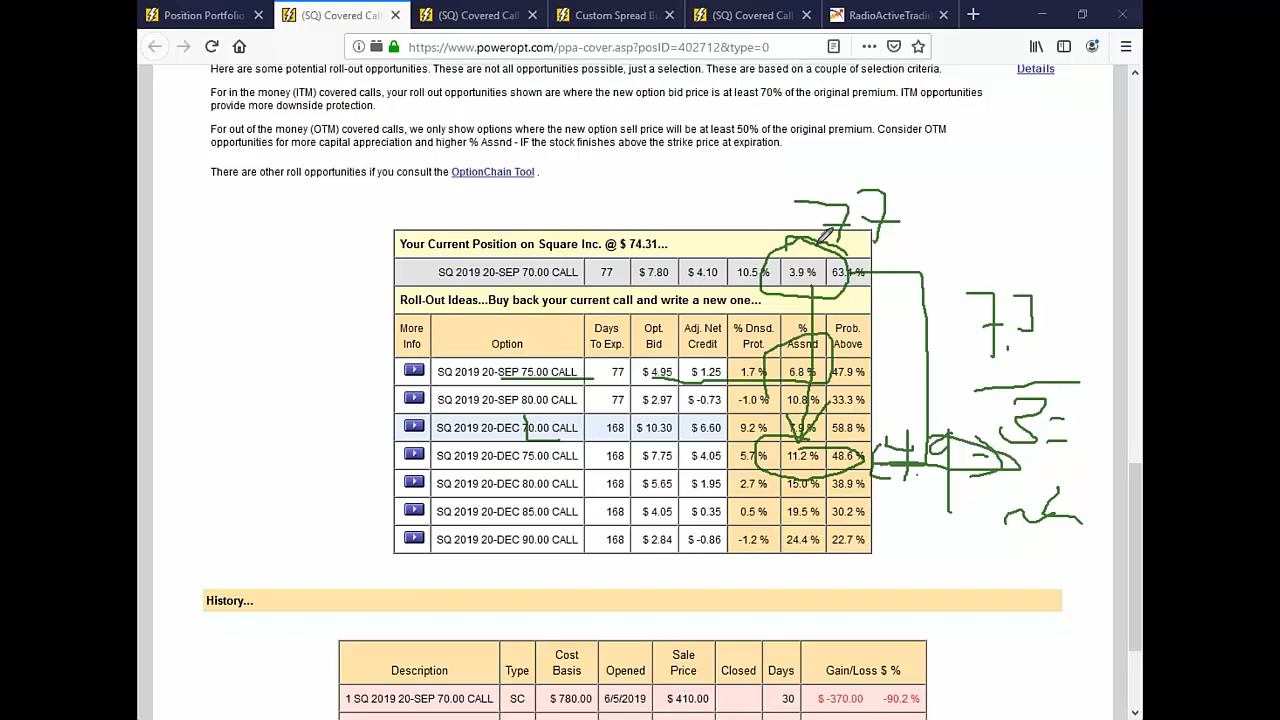 Position Portfolio
(SQ) Covered Cal
(SQ) Covered Call
Custom Spread B
(SQ) Covered Cal
RadioActiveTradin
https://www.poweropt.com/ppa-cover.asp?posID=402712&type=0
Here are some potential roll-out opportunities. These are not all opportunities possible, just a selection. These are based on a couple of selection criteria.
Details
For in the money (ITM) covered calls, your roll out opportunities shown are where the new option bid price is at least 70% of the original premium. ITM opportunities
provide more downside protection.
For out of the money (OTM) covered calls, we only show options where the new option sell price will be at least 50% of the original premium. Consider OTM
opportunities for more capital appreciation and higher % Assnd - IF the stock finishes above the strike price at expiration.
There are other roll opportunities if you consult the OptionChain Tool .
77
Your Current Position on Square Inc. @ $ 74.31...
SQ 2019 20-SEP 70.00 CALL 77 $ 7.80 $ 4.10 10.5 % 3.9 % 63.1 %
Roll-Out Ideas...Buy back your current call and write a new one...
More Info Option Days To Exp. Opt. Bid Adj. Net Credit % Dnsd. Prot. % Assnd Prob. Above
SQ 2019 20-SEP 75.00 CALL 77 $ 4.95 $ 1.25 1.7 % 6.8 % 47.9 %
SQ 2019 20-SEP 80.00 CALL 77 $ 2.97 $ -0.73 -1.0 % 10.8 % 33.3 %
SQ 2019 20-DEC 70.00 CALL 168 $ 10.30 $ 6.60 9.2 % 7.9 % 58.8 %
SQ 2019 20-DEC 75.00 CALL 168 $ 7.75 $ 4.05 5.7 % 11.2 % 48.6 %
SQ 2019 20-DEC 80.00 CALL 168 $ 5.65 $ 1.95 2.7 % 15.0 % 38.9 %
SQ 2019 20-DEC 85.00 CALL 168 $ 4.05 $ 0.35 0.5 % 19.5 % 30.2 %
SQ 2019 20-DEC 90.00 CALL 168 $ 2.84 $ -0.86 -1.2 % 24.4 % 22.7 %
History...
Description Type Cost Basis Opened Sale Price Closed Days Gain/Loss $ %
1 SQ 2019 20-SEP 70.00 CALL SC $ 780.00 6/5/2019 $ 410.00 30 $ -370.00 -90.2 %